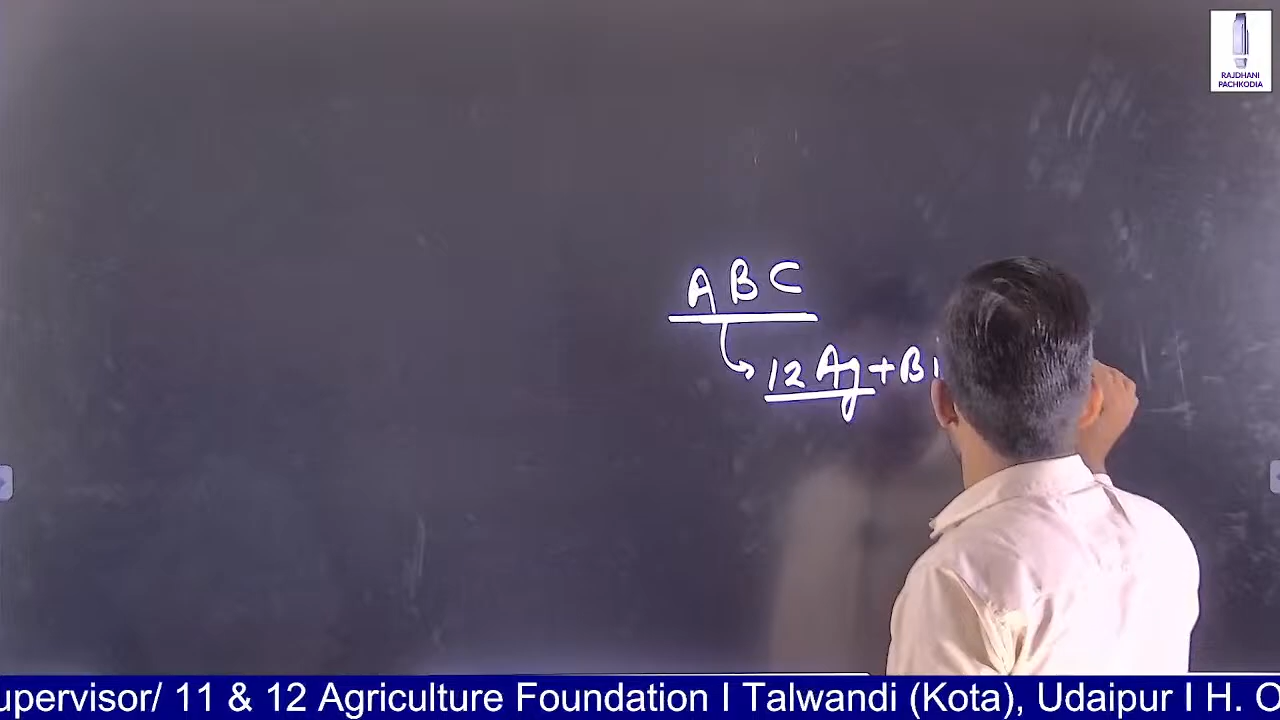 RAJDHANI
PACHKODIA
ABC
12 Ag + B
upervisor/ 11 & 12 Agriculture Foundation I Talwandi (Kota), Udaipur I H. O